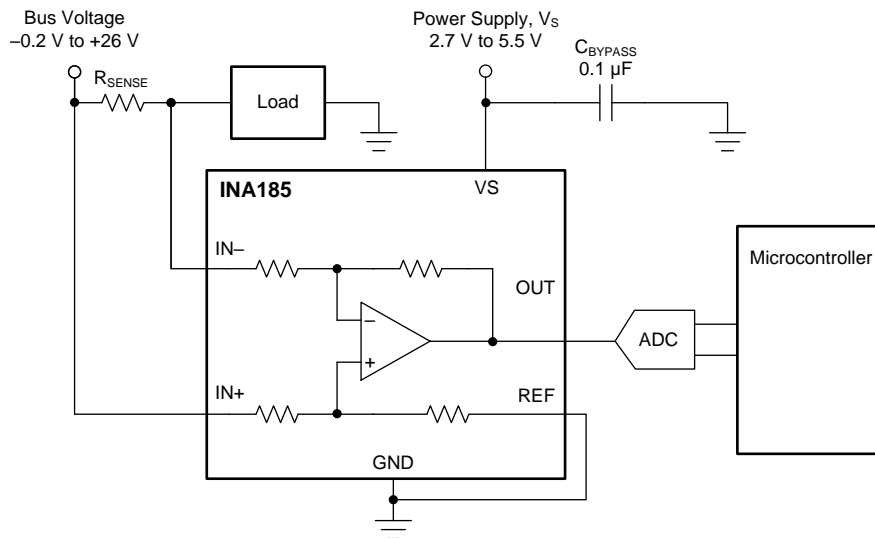 Bus Voltage
–0.2 V to +26 V
Power Supply, VS
2.7 V to 5.5 V
CBYPASS
0.1 µF
RSENSE
Load
INA185
VS
IN–
OUT
Microcontroller
–
+
ADC
IN+
REF
GND